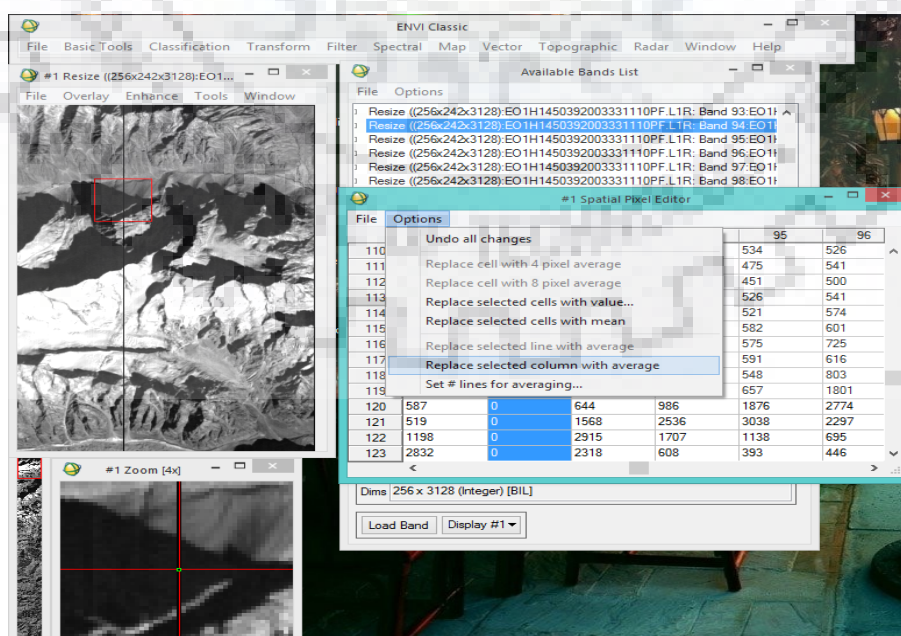 ENVI Classic
File Basic Tools Classification Transform Filter Spectral Map Vector Topographic Radar Window Help
#1 Resize ((256x242x3128):EO1...
File Overlay Enhance Tools Window
Available Bands List
File Options
Resize ((256x242x3128):EO1H1450392003331110PF.L1R: Band 93:EO1H
Resize ((256x242x3128):EO1H1450392003331110PF.L1R: Band 94:EO1H
Resize ((256x242x3128):EO1H1450392003331110PF.L1R: Band 95:EO1H
Resize ((256x242x3128):EO1H1450392003331110PF.L1R: Band 96:EO1H
Resize ((256x242x3128):EO1H1450392003331110PF.L1R: Band 97:EO1H
Resize ((256x242x3128):EO1H1450392003331110PF.L1R: Band 98:EO1H
#1 Spatial Pixel Editor
File Options
95 96
110 534 526
111 475 541
112 451 500
113 526 541
114 521 574
115 582 601
116 575 725
117 591 616
118 548 803
119 657 1801
Undo all changes
Replace cell with 4 pixel average
Replace cell with 8 pixel average
Replace selected cells with value...
Replace selected cells with mean
Replace selected line with average
Replace selected column with average
Set # lines for averaging...
120 587 0 644 986 1876 2774
121 519 0 1568 2536 3038 2297
122 1198 0 2915 1707 1138 695
123 2832 0 2318 608 393 446
#1 Zoom [4x]
Dims 256 x 3128 (Integer) [BIL]
Load Band Display #1